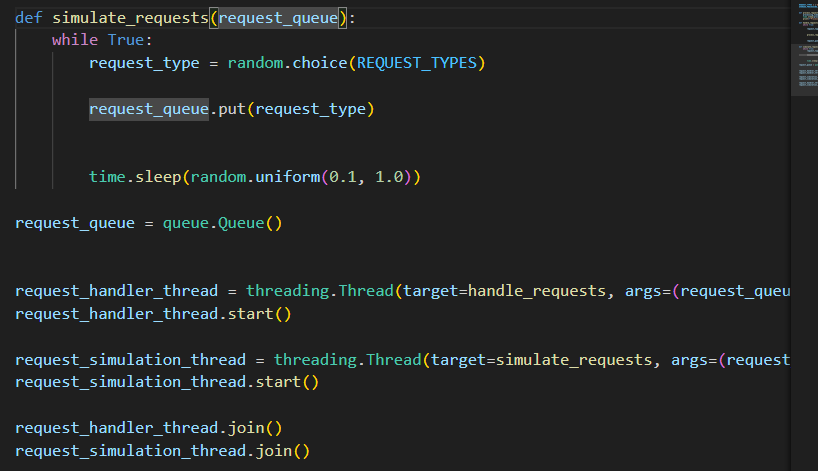 def simulate_requests(request_queue):
while True:
request_type = random.choice(REQUEST_TYPES)
request_queue.put(request_type)
time.sleep(random.uniform(0.1, 1.0))
request_queue = queue.Queue()
request_handler_thread = threading.Thread(target=handle_requests, args=(request_queu
request_handler_thread.start()
request_simulation_thread = threading.Thread(target=simulate_requests, args=(request
request_simulation_thread.start()
request_handler_thread.join()
request_simulation_thread.join()